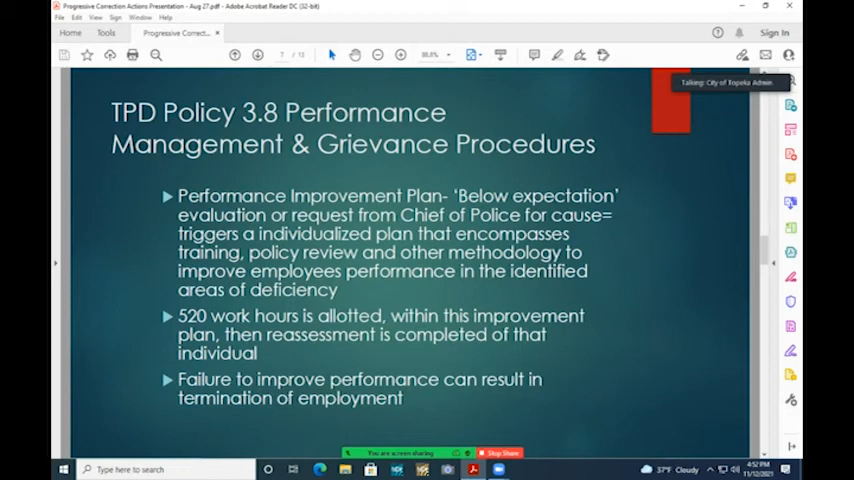 Progressive Correction Actions Presentation - Aug 27.pdf - Adobe Acrobat Reader DC (32-bit)
File Edit View Sign Window Help
Home Tools Progressive Correct... × Sign In
7 / 13 88.8%
Talking: City of Topeka Admin
TPD Policy 3.8 Performance
Management & Grievance Procedures
Performance Improvement Plan- ‘Below expectation’
evaluation or request from Chief of Police for cause=
triggers a individualized plan that encompasses
training, policy review and other methodology to
improve employees performance in the identified
areas of deficiency
520 work hours is allotted, within this improvement
plan, then reassessment is completed of that
individual
Failure to improve performance can result in
termination of employment
You are screen sharing Stop Share
Type here to search
37°F Cloudy
4:52 PM
11/12/2021